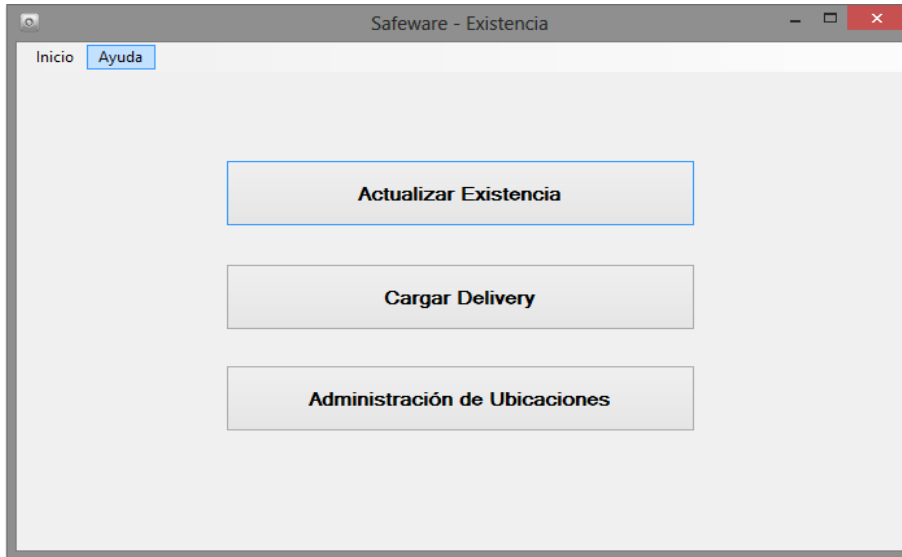 Safeware - Existencia
Inicio Ayuda
Actualizar Existencia
Cargar Delivery
Administración de Ubicaciones